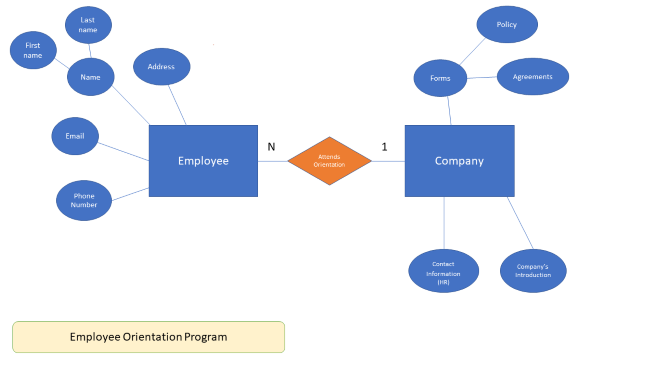 Last
name
First
name
Name
Address
Email
Phone
Number
Employee
N
Attends
Orientation
1
Company
Policy
Forms
Agreements
Contact
Information
(HR)
Company's
Introduction
Employee Orientation Program